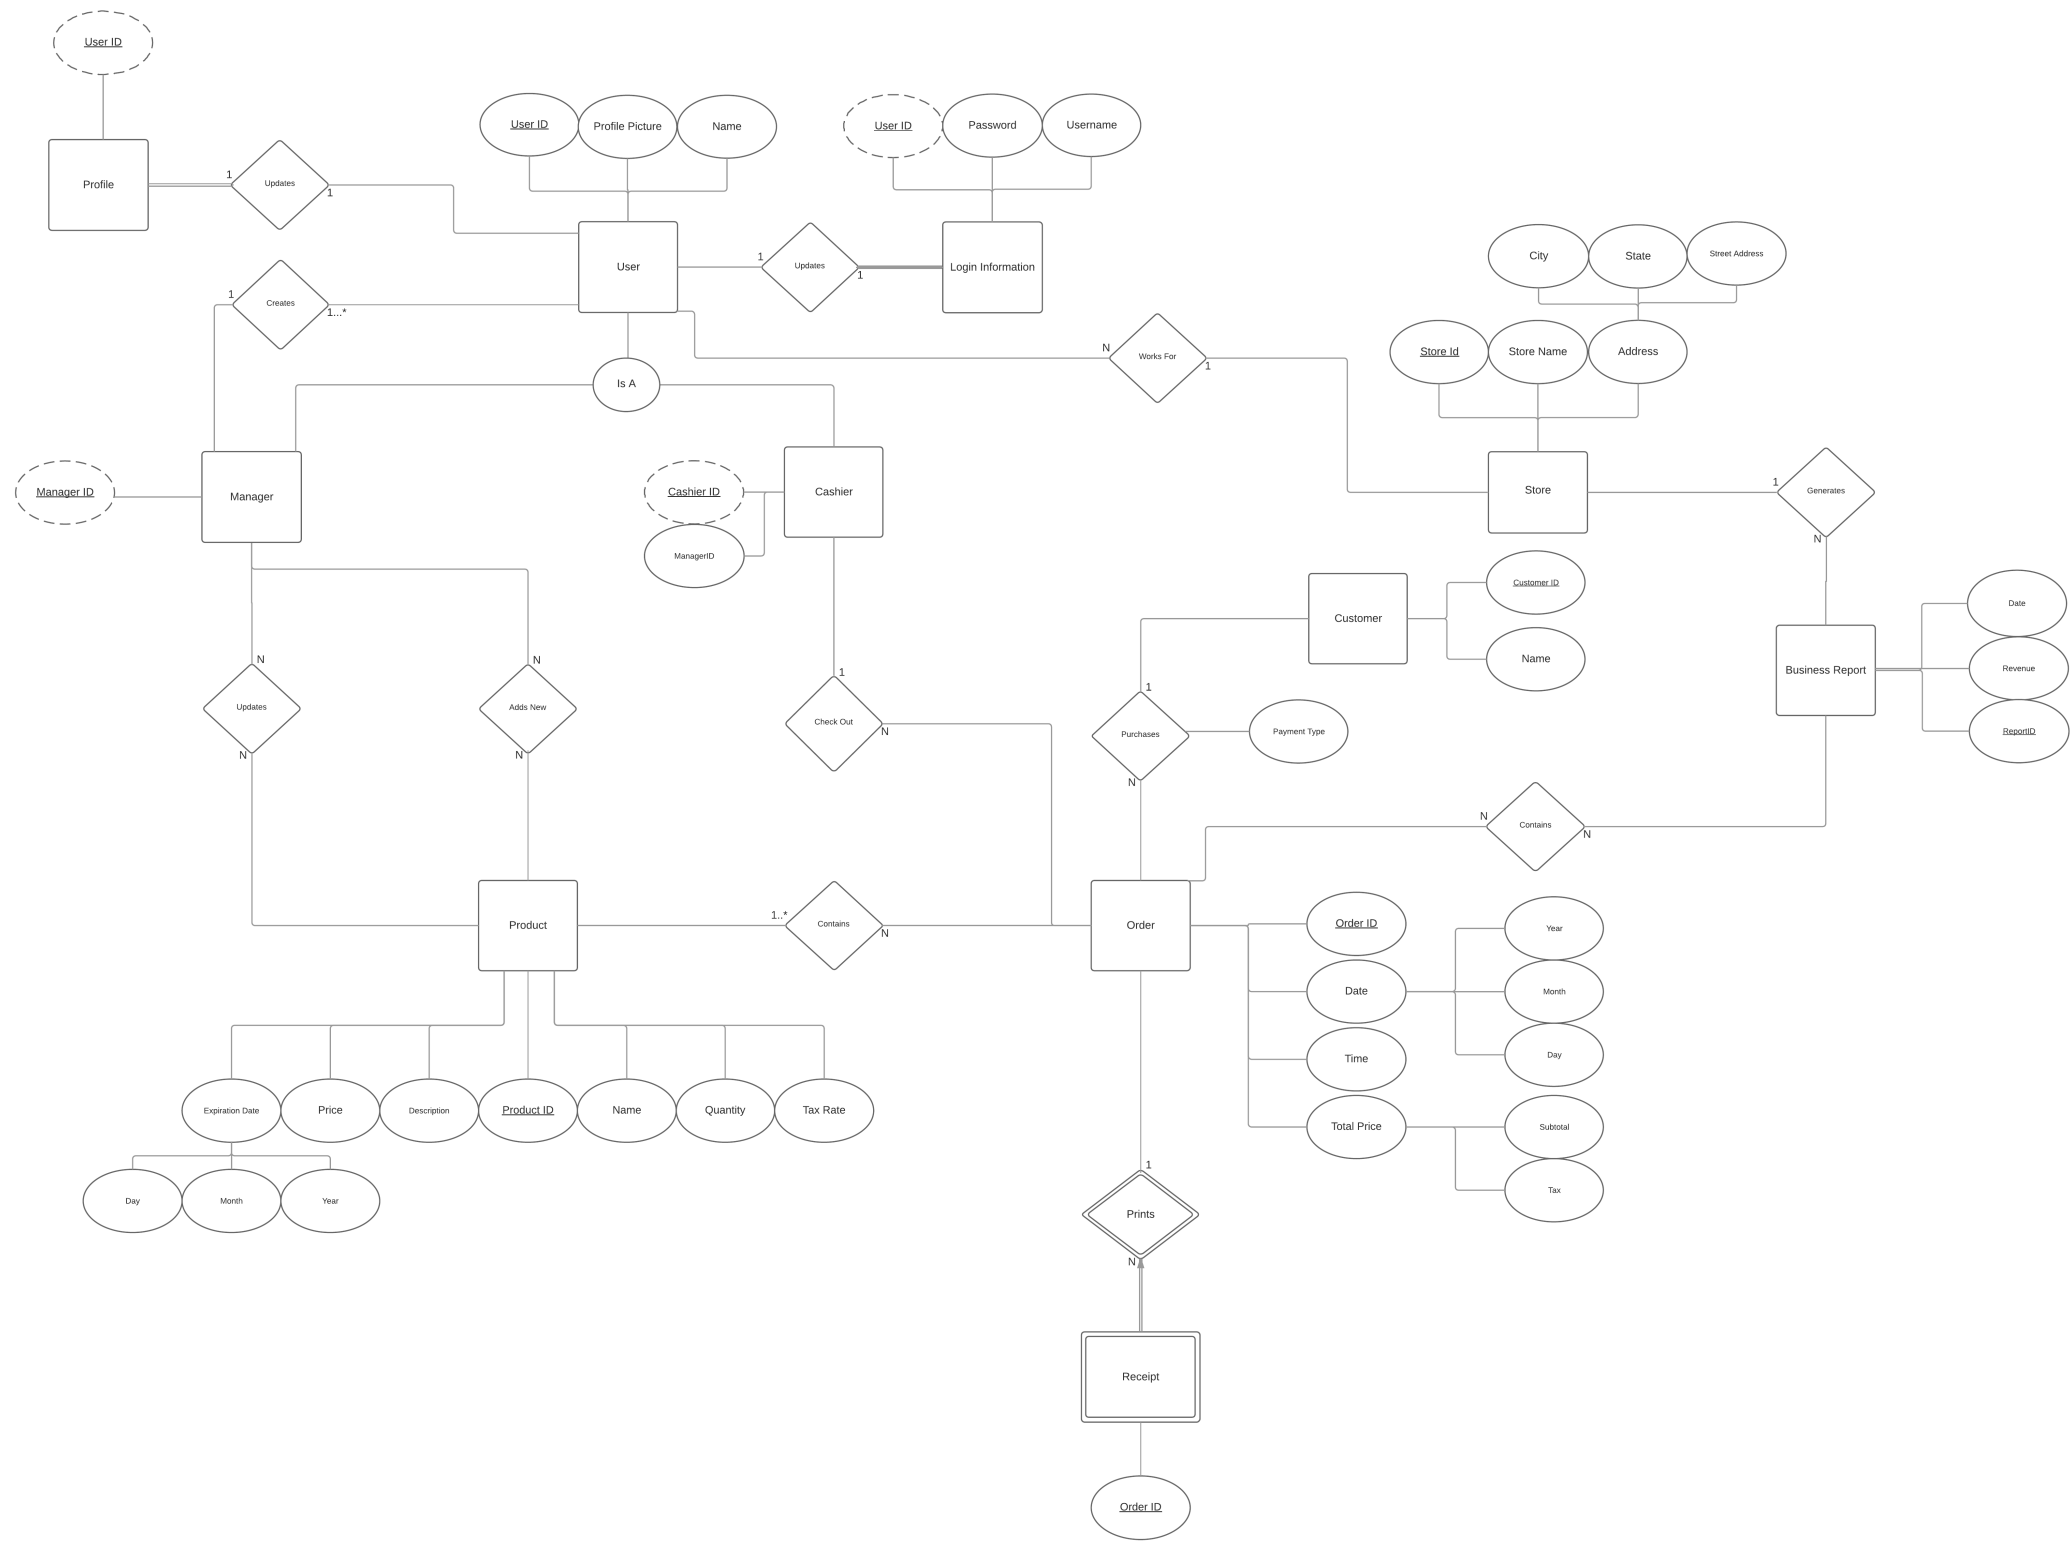 User ID
User ID
Profile Picture
Name
User ID
Password
Username
Profile
1
Updates
1
User
1
Updates
1
Login Information
City
State
Street Address
1
Creates
1...*
N
Works For
1
Store Id
Store Name
Address
Is A
Manager ID
Manager
Cashier ID
Cashier
ManagerID
Store
1
Generates
N
Customer
Customer ID
Name
Date
Business Report
Revenue
ReportID
N
Updates
N
N
Adds New
N
1
Check Out
N
1
Purchases
N
Payment Type
N
Contains
N
Product
1..*
Contains
N
Order
Order ID
Date
Time
Total Price
Year
Month
Day
Subtotal
Tax
Expiration Date
Price
Description
Product ID
Name
Quantity
Tax Rate
Day
Month
Year
1
Prints
N
Receipt
Order ID